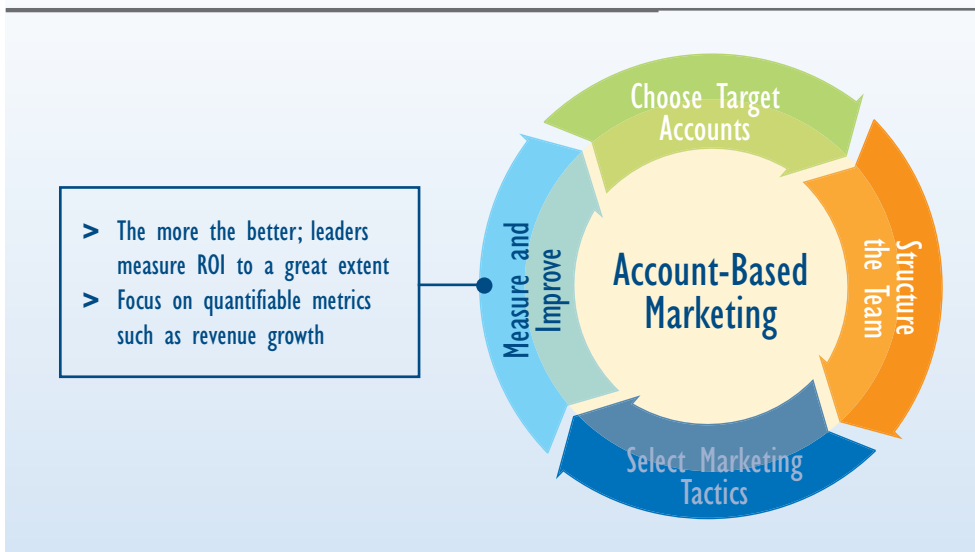 Choose Target
Accounts
> The more the better; leaders
measure ROI to a great extent
> Focus on quantifiable metrics
such as revenue growth
Measure and
Improve
Account-Based
Marketing
Structure
the Team
Select Marketing
Tactics